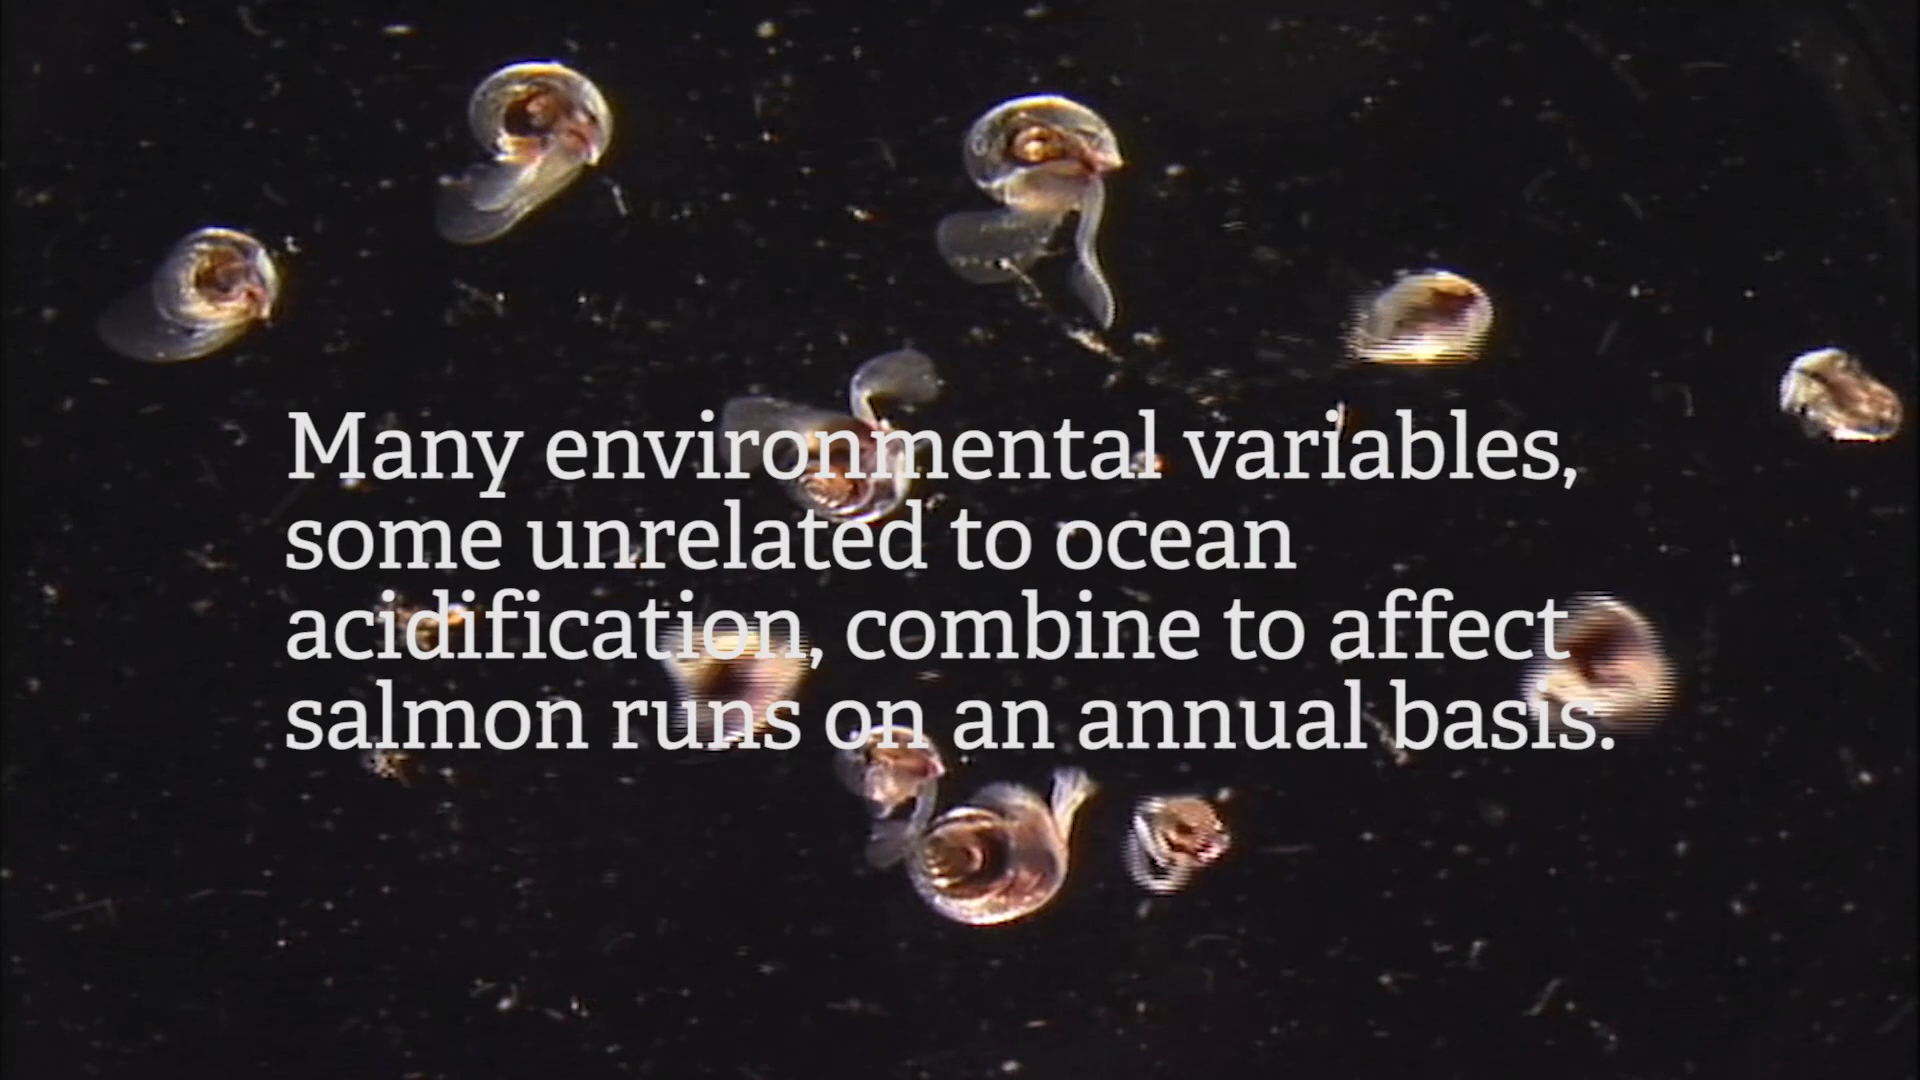 Many environmental variables,
some unrelated to ocean
acidification, combine to affect
salmon runs on an annual basis.